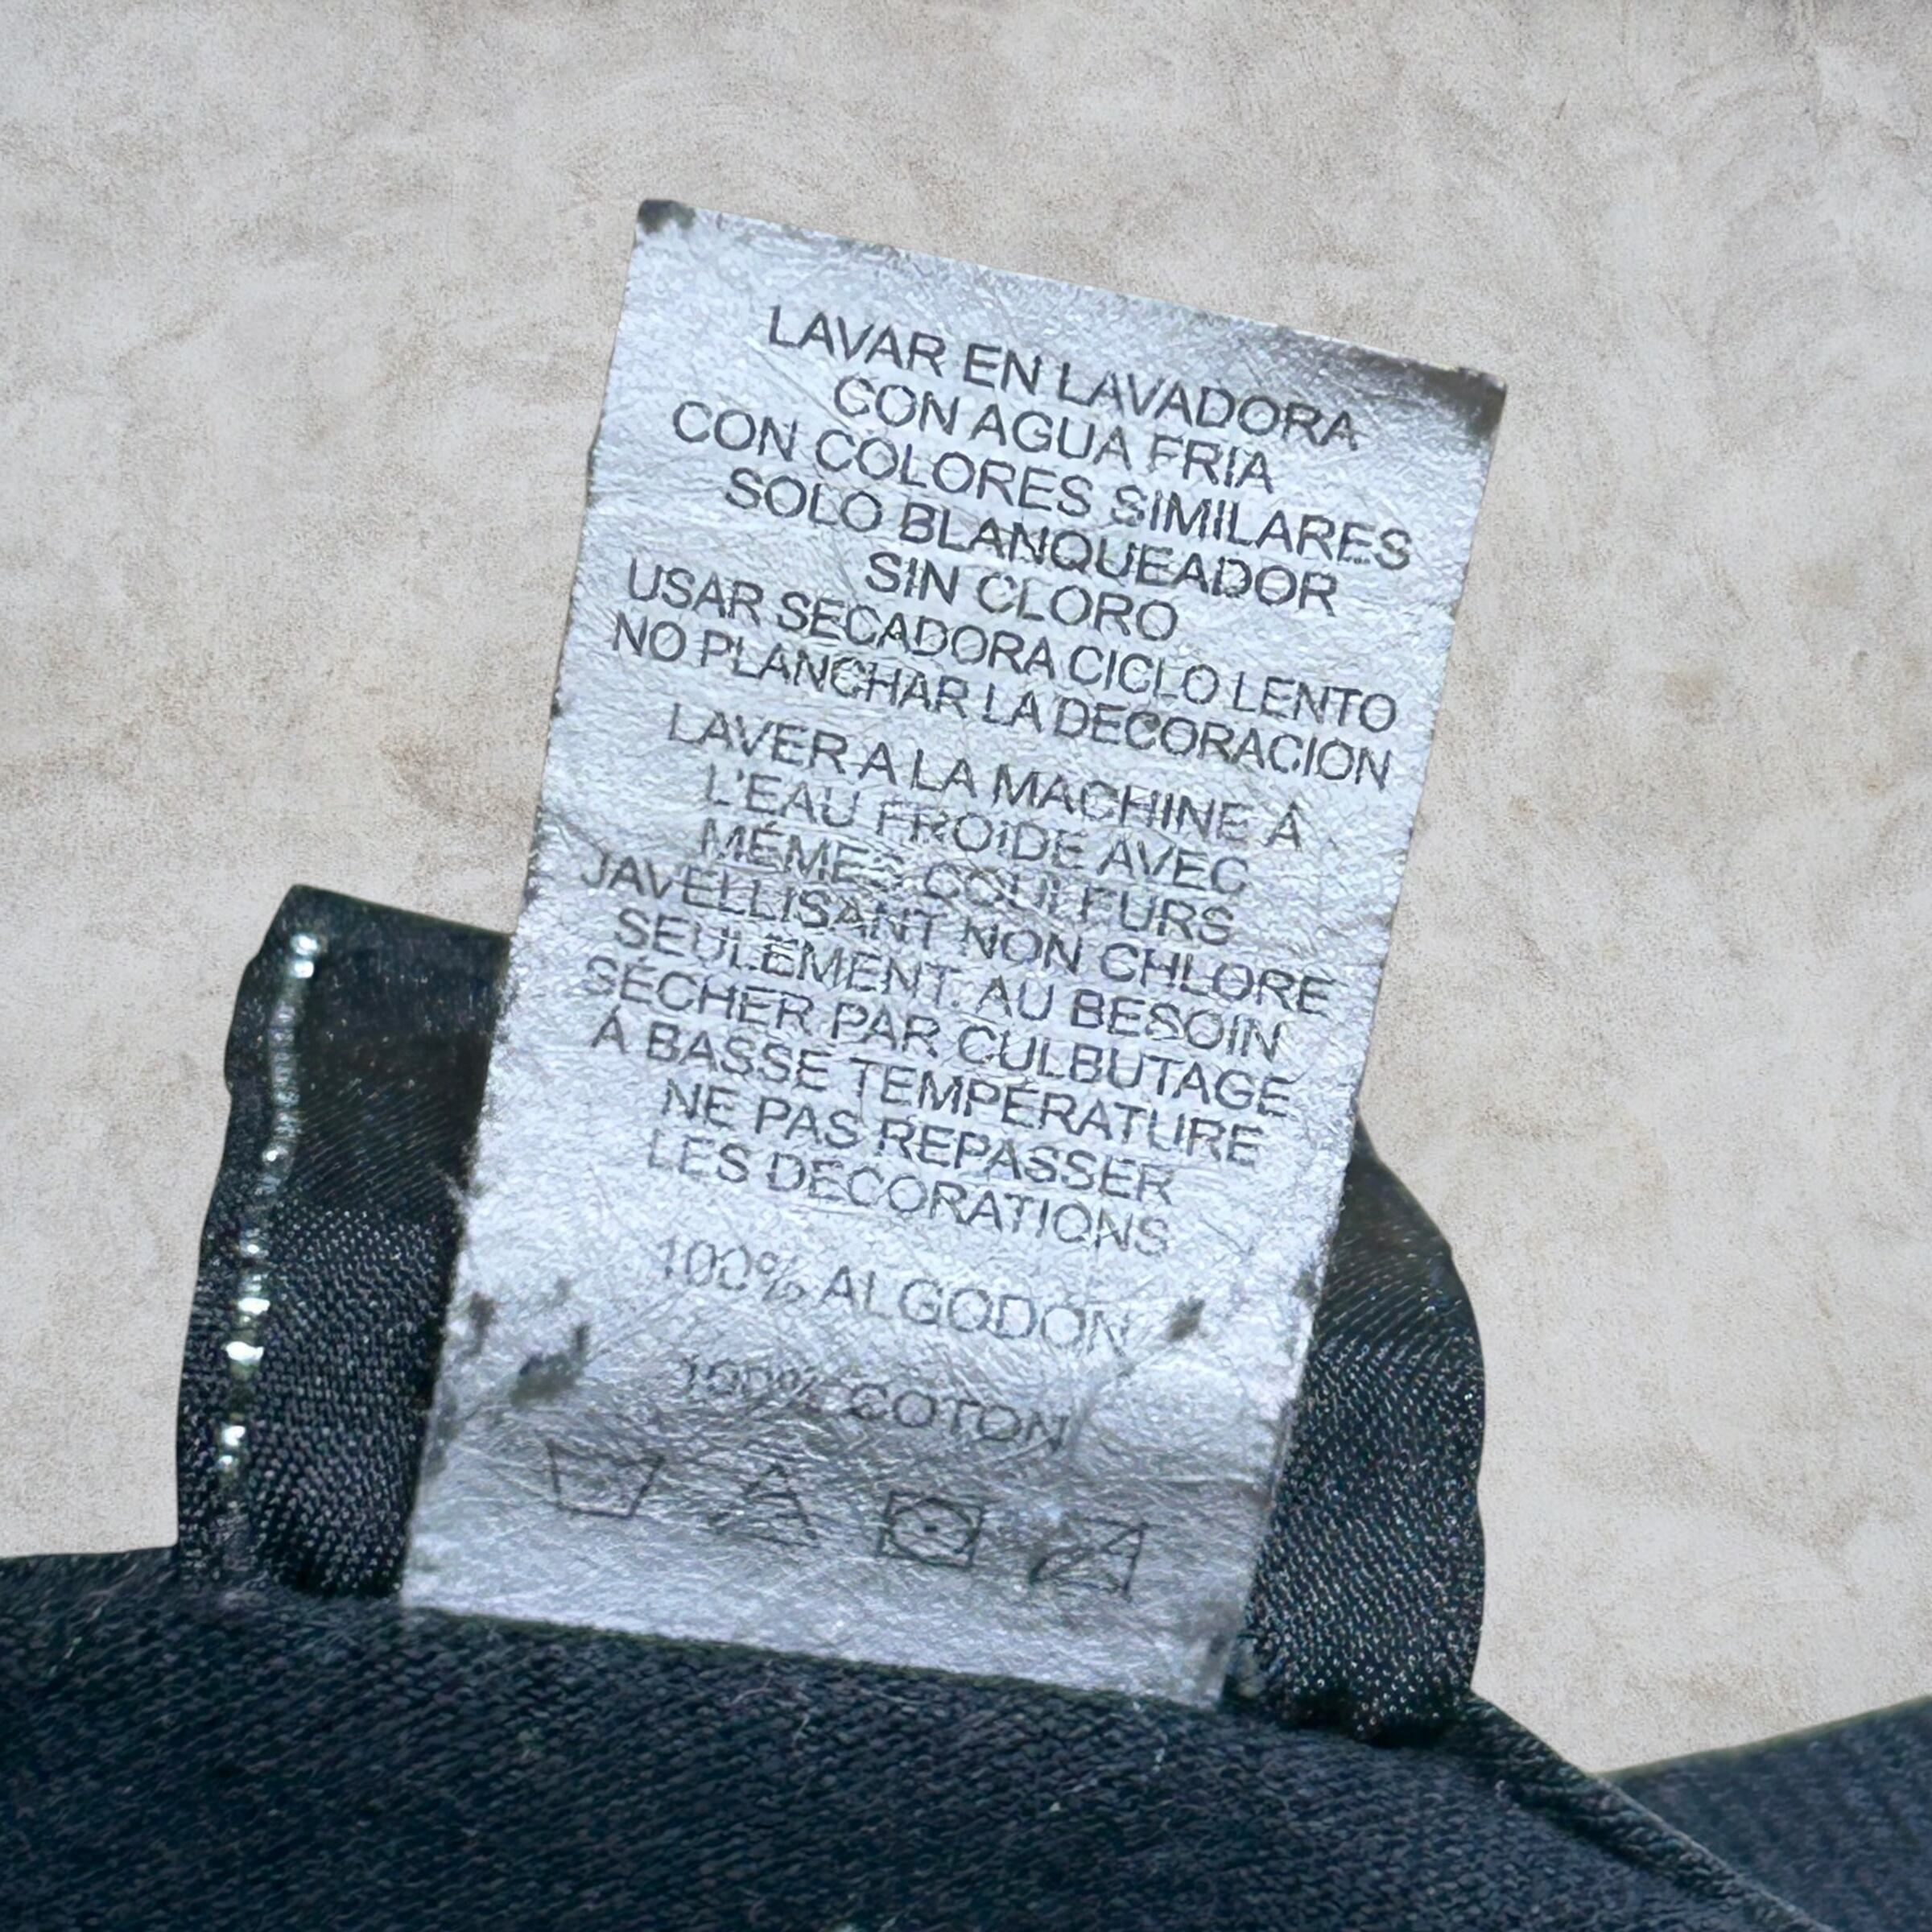 LAVAR EN LAVADORA
CON AGUA FRIA
CON COLORES SIMILARES
SOLO BLANQUEADOR
SIN CLORO
USAR SECADORA CICLO LENTO
NO PLANCHAR LA DECORACION
LAVER A LA MACHINE À
L'EAU FROIDE AVEC
MÊMES COULEURS
JAVELLISANT NON CHLORE
SEULEMENT. AU BESOIN
SÉCHER PAR CULBUTAGE
À BASSE TEMPÉRATURE
NE PAS REPASSER
LES DECORATIONS
100% ALGODON
100% COTON